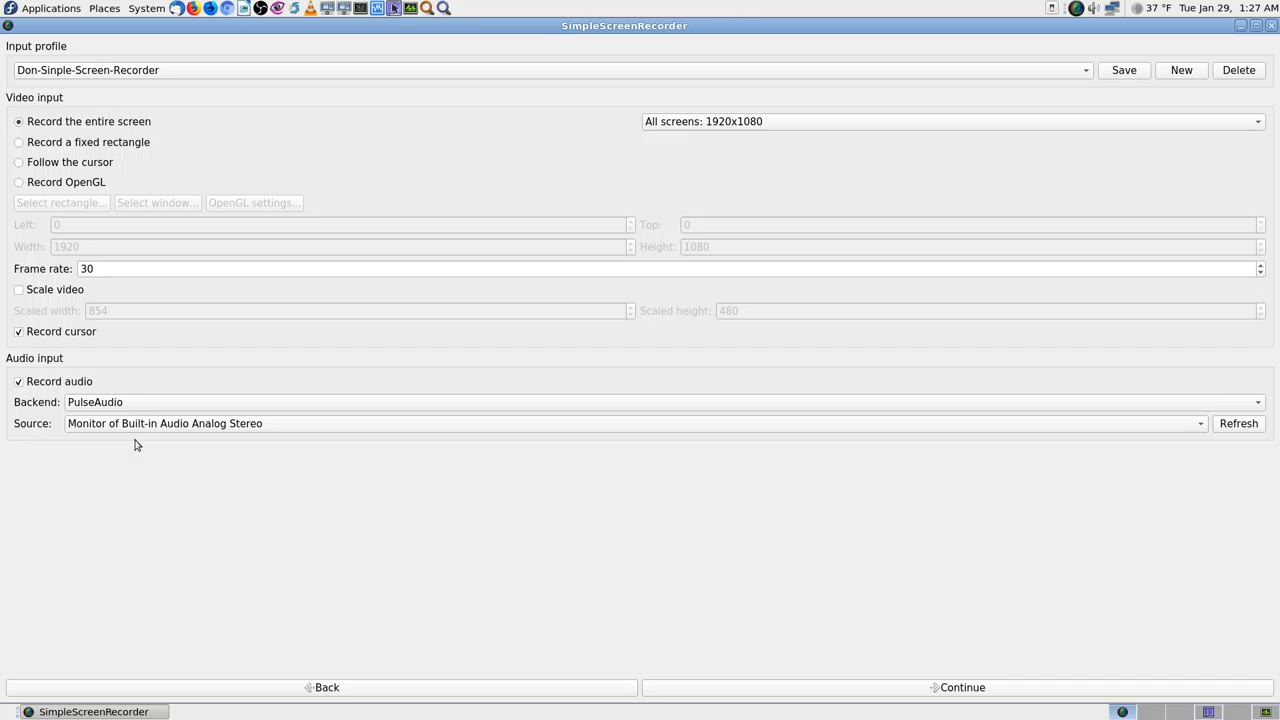 Applications Places System 37 °F Tue Jan 29, 1:27 AM
SimpleScreenRecorder
Input profile
Don-Sinple-Screen-Recorder Save New Delete
Video input
Record the entire screen All screens: 1920x1080
Record a fixed rectangle
Follow the cursor
Record OpenGL
Select rectangle... Select window... OpenGL settings...
Left: 0 Top: 0
Width: 1920 Height: 1080
Frame rate: 30
Scale video
Scaled width: 854 Scaled height: 480
Record cursor
Audio input
Record audio
Backend: PulseAudio
Source: Monitor of Built-in Audio Analog Stereo Refresh
Back Continue
SimpleScreenRecorder